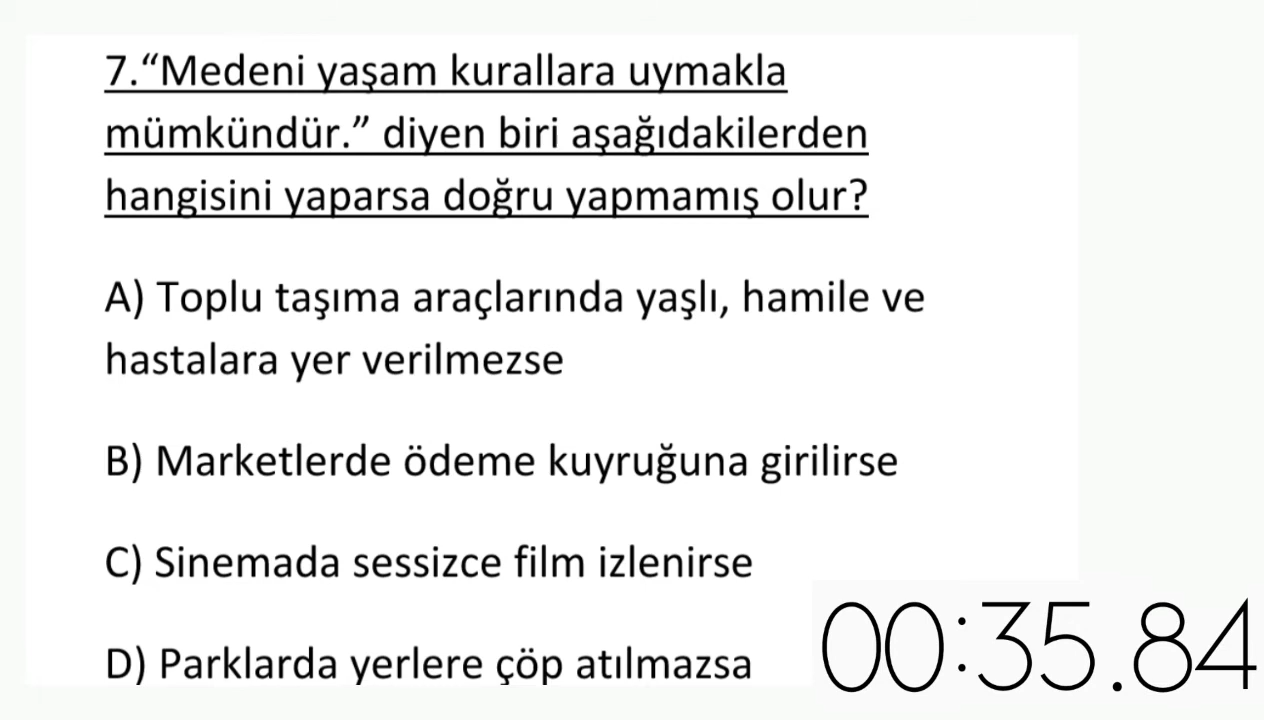 7.“Medeni yaşam kurallara uymakla
mümkündür.” diyen biri aşağıdakilerden
hangisini yaparsa doğru yapmamış olur?
A) Toplu taşıma araçlarında yaşlı, hamile ve
hastalara yer verilmezse
B) Marketlerde ödeme kuyruğuna girilirse
C) Sinemada sessizce film izlenirse
D) Parklarda yerlere çöp atılmazsa
00:35.84